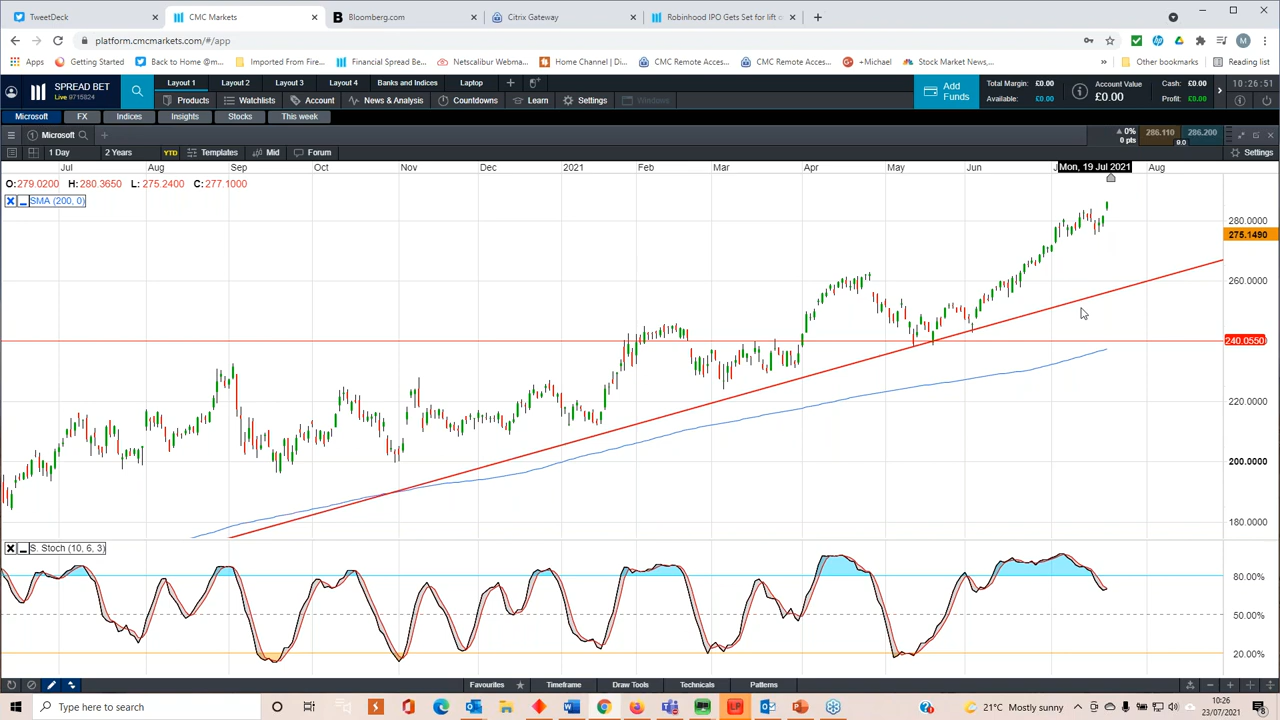 TweetDeck CMC Markets Bloomberg.com Citrix Gateway Robinhood IPO Gets Set for lift o
platform.cmcmarkets.com/#/app
Apps Getting Started Back to Home @m... Imported From Fire... Financial Spread Be... Netscalibur Webma... Home Channel | Di... CMC Remote Acces... CMC Remote Acces... +Michael Stock Market News,... Other bookmarks Reading list
SPREAD BET
Live 9715824
Layout 1 Layout 2 Layout 3 Layout 4 Banks and Indices Laptop
Products Watchlists Account News & Analysis Countdowns Learn Settings Windows
Add Funds
Total Margin: £0.00
Available: £0.00
Account Value
£0.00
Cash: £0.00
Profit: £0.00
10:26:51
Microsoft FX Indices Insights Stocks This week
1 Microsoft
0%
0 pts
286.110 286.200
9.0
1 Day 2 Years YTD Templates Mid Forum Settings
Jul Aug Sep Oct Nov Dec 2021 Feb Mar Apr May Jun J Mon, 19 Jul 2021 Aug
O:279.0200 H: 280.3650 L: 275.2400 C: 277.1000
SMA (200, 0)
280.0000
275.1490
260.0000
240.0550
220.0000
200.0000
180.0000
S. Stoch (10, 6, 3)
80.00%
50.00%
20.00%
Favourites Timeframe Draw Tools Technicals Patterns
Type here to search
21°C Mostly sunny
10:26
23/07/2021